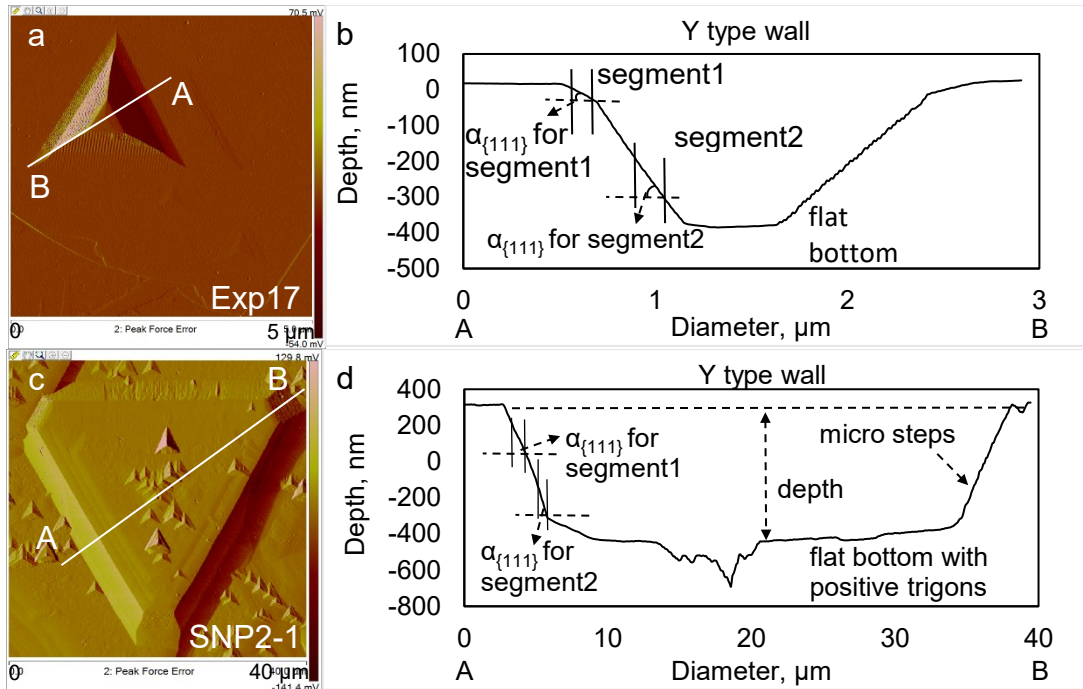 a
70.5 mV
A
B
Exp17
0.0
0
2: Peak Force Error
5 µm
-54.0 mV
b
Y type wall
Depth, nm
100
0
-100
-200
-300
-400
-500
segment1
α{111} for
segment1
segment2
α{111} for segment2
flat
bottom
0
1
2
3
A
Diameter, µm
B
c
129.8 mV
B
A
SNP2-1
0
2: Peak Force Error
40 µm
-141.4 mV
d
Y type wall
Depth, nm
400
200
0
-200
-400
-600
-800
α{111} for
segment1
micro steps
depth
α{111} for
segment2
flat bottom with
positive trigons
0
10
20
30
40
A
Diameter, µm
B